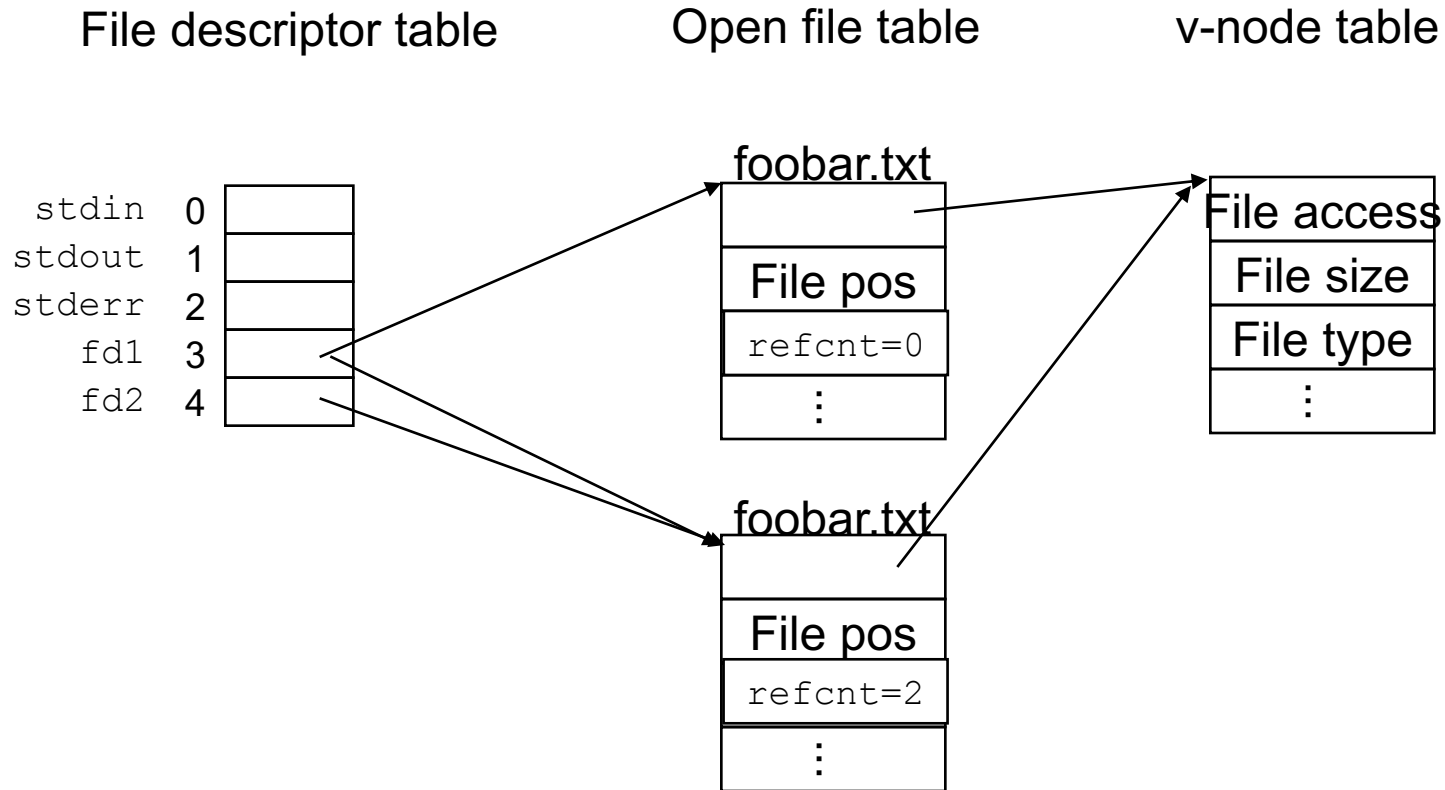 File descriptor table
Open file table
v-node table
stdin 0
stdout 1
stderr 2
fd1 3
fd2 4
foobar.txt
File pos
refcnt=0
⋮
foobar.txt
File pos
refcnt=2
⋮
File access
File size
File type
⋮